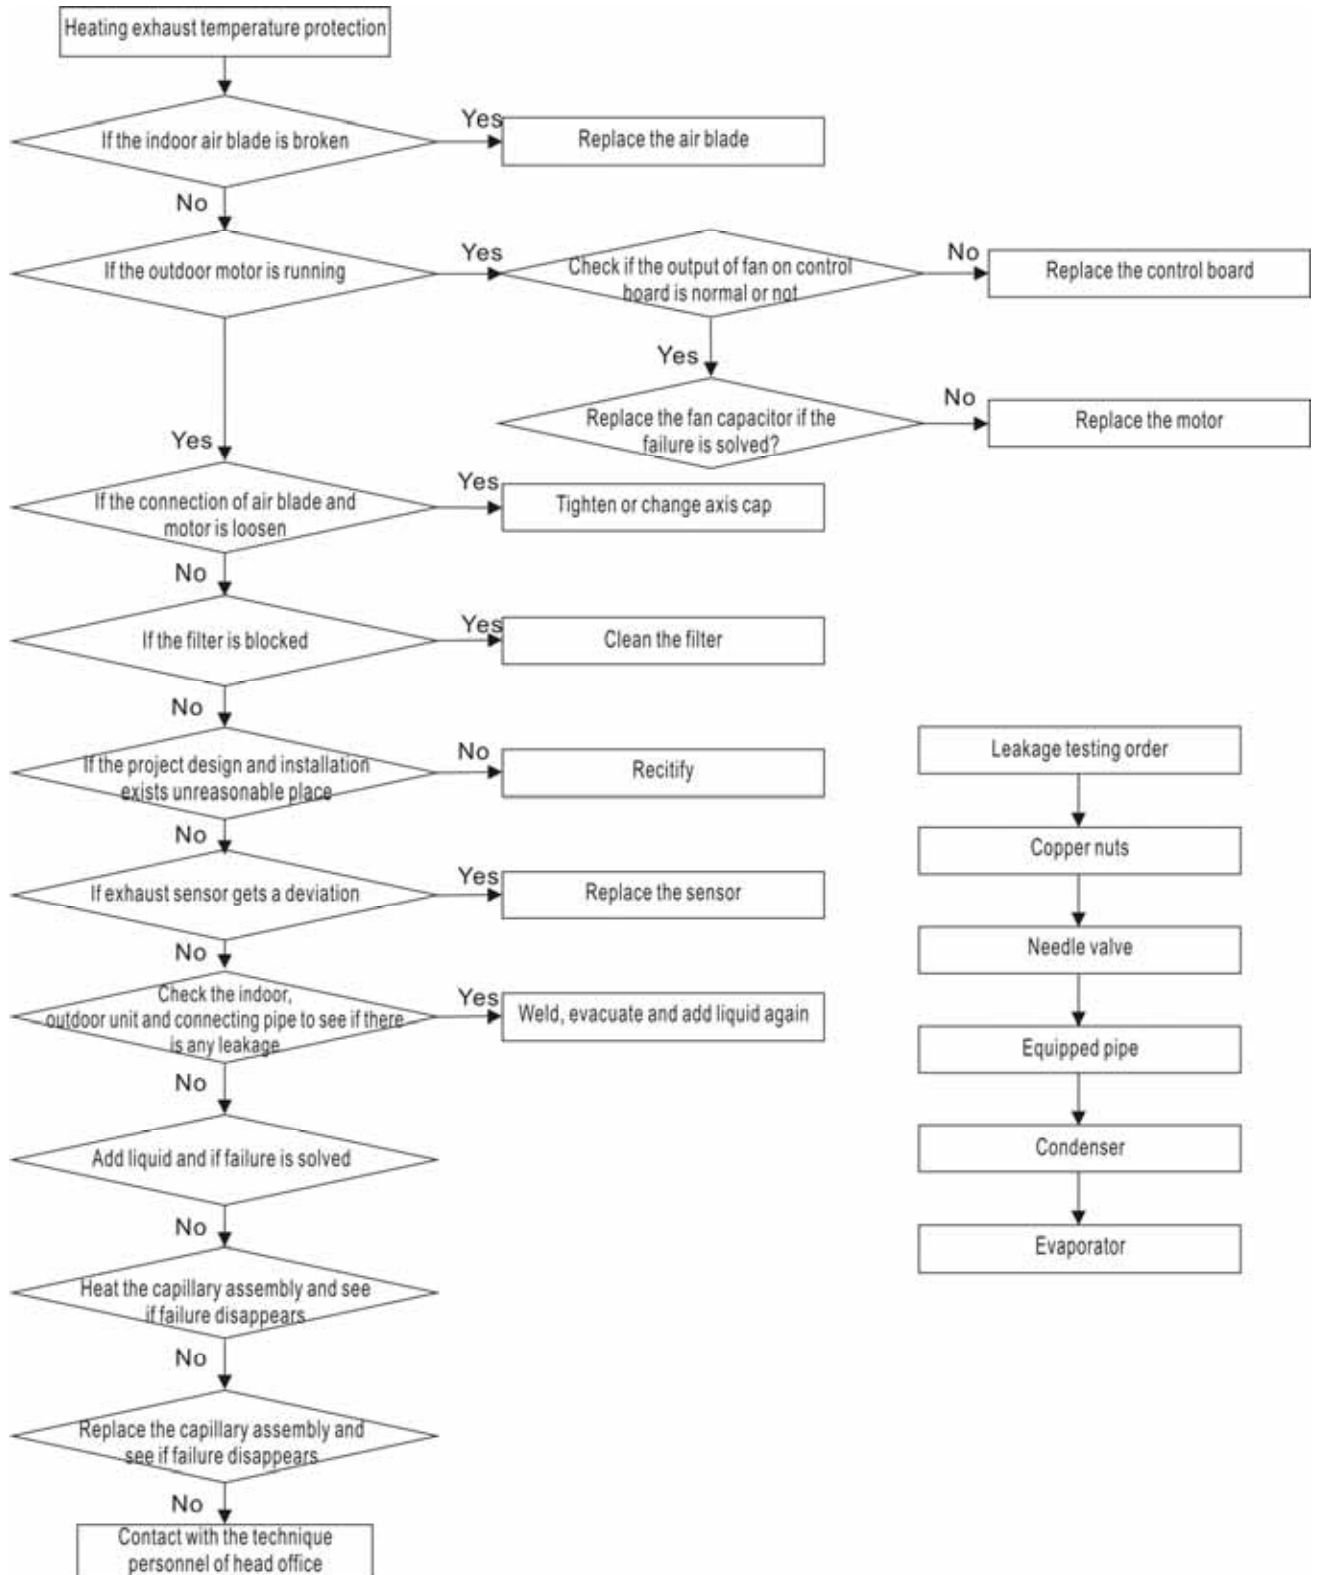 Heating exhaust temperature protection
If the indoor air blade is broken
Yes
Replace the air blade
No
If the outdoor motor is running
Yes
Check if the output of fan on control
board is normal or not
No
Replace the control board
Yes
Replace the fan capacitor if the
failure is solved?
No
Replace the motor
Yes
If the connection of air blade and
motor is loosen
Yes
Tighten or change axis cap
No
If the filter is blocked
Yes
Clean the filter
No
If the project design and installation
exists unreasonable place
No
Recitify
No
If exhaust sensor gets a deviation
Yes
Replace the sensor
No
Check the indoor,
outdoor unit and connecting pipe to see if there
is any leakage
Yes
Weld, evacuate and add liquid again
No
Add liquid and if failure is solved
No
Heat the capillary assembly and see
if failure disappears
No
Replace the capillary assembly and
see if failure disappears
No
Contact with the technique
personnel of head office
Leakage testing order
Copper nuts
Needle valve
Equipped pipe
Condenser
Evaporator